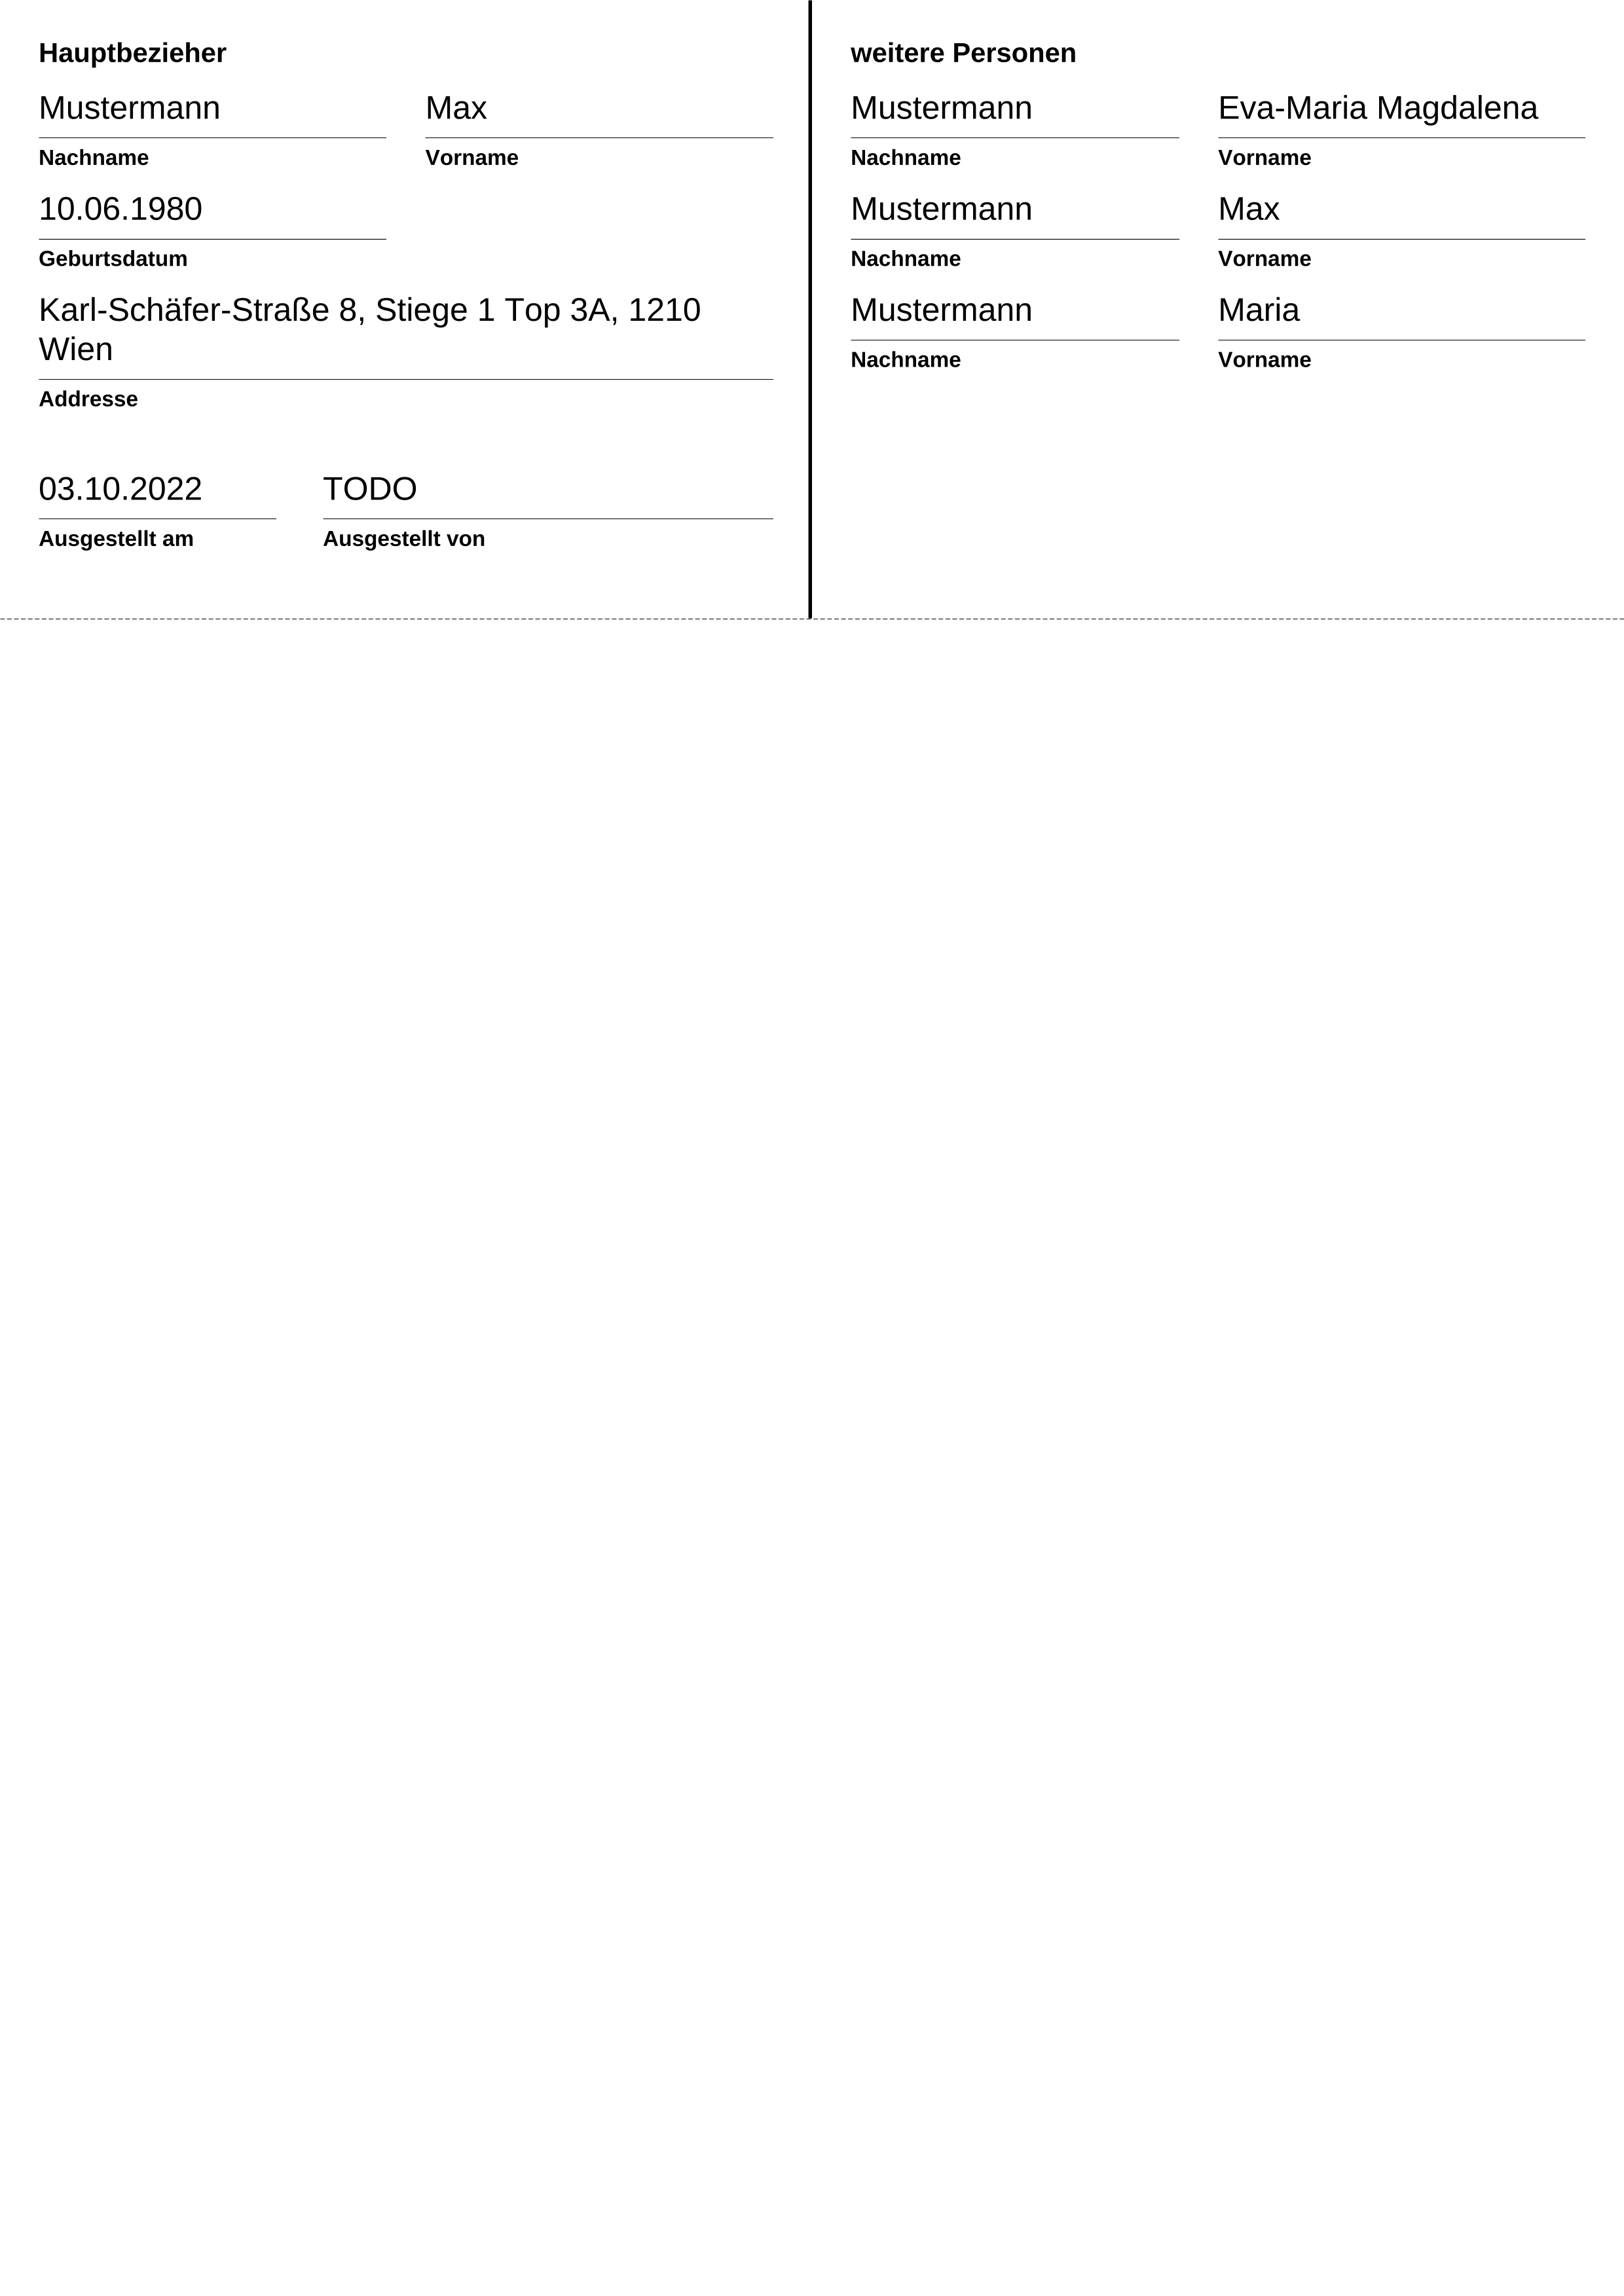 Hauptbezieher
Mustermann Max
Nachname Vorname
10.06.1980
Geburtsdatum
Karl-Schäfer-Straße 8, Stiege 1 Top 3A, 1210
Wien
Addresse
03.10.2022 TODO
Ausgestellt am Ausgestellt von
weitere Personen
Mustermann Eva-Maria Magdalena
Nachname Vorname
Mustermann Max
Nachname Vorname
Mustermann Maria
Nachname Vorname